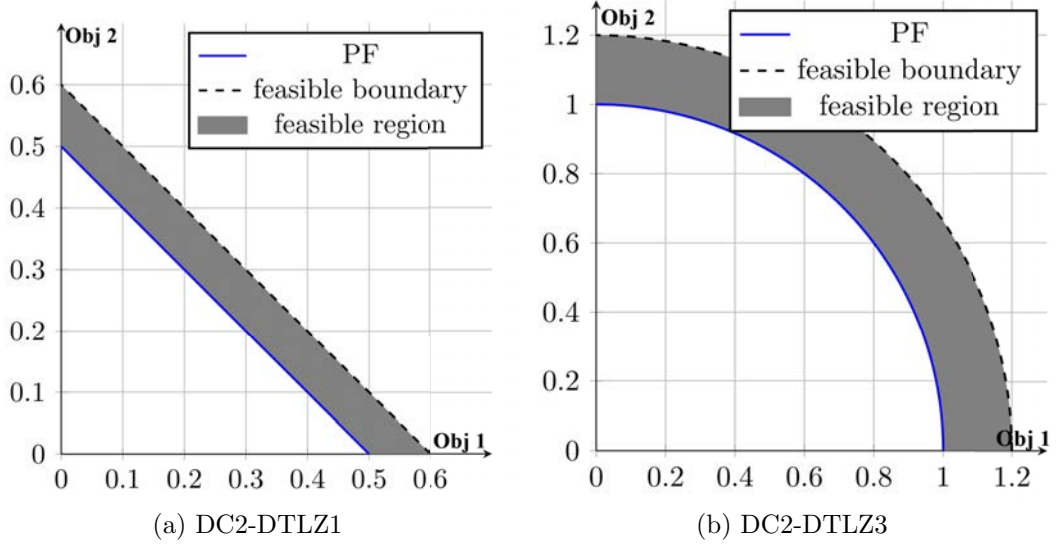 Obj 2
PF
feasible boundary
feasible region
0.6
0.5
0.4
0.3
0.2
0.1
0
Obj 1
0 0.1 0.2 0.3 0.4 0.5 0.6
(a) DC2-DTLZ1
Obj 2
PF
feasible boundary
feasible region
1.2
1
0.8
0.6
0.4
0.2
0
Obj 1
0 0.2 0.4 0.6 0.8 1 1.2
(b) DC2-DTLZ3